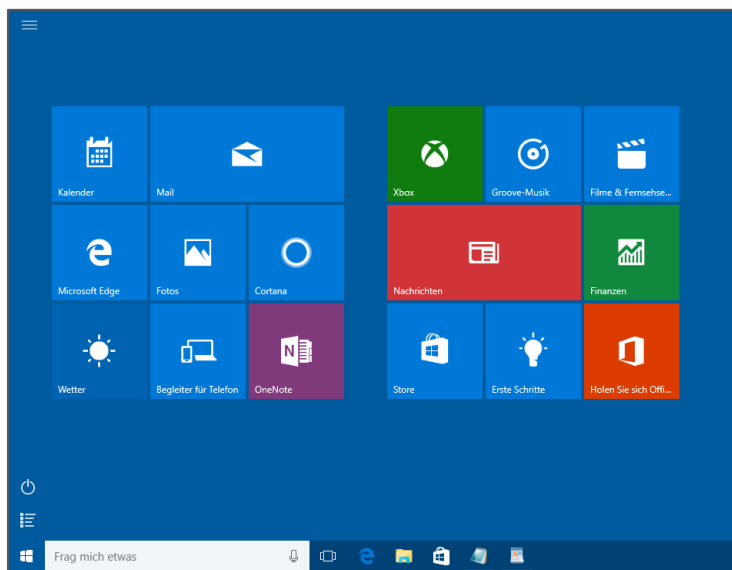 Kalender
Mail
Xbox
Groove-Musik
Filme & Fernsehse...
Microsoft Edge
Fotos
Cortana
Nachrichten
Finanzen
Wetter
Begleiter für Telefon
OneNote
Store
Erste Schritte
Holen Sie sich Offi...
Frag mich etwas